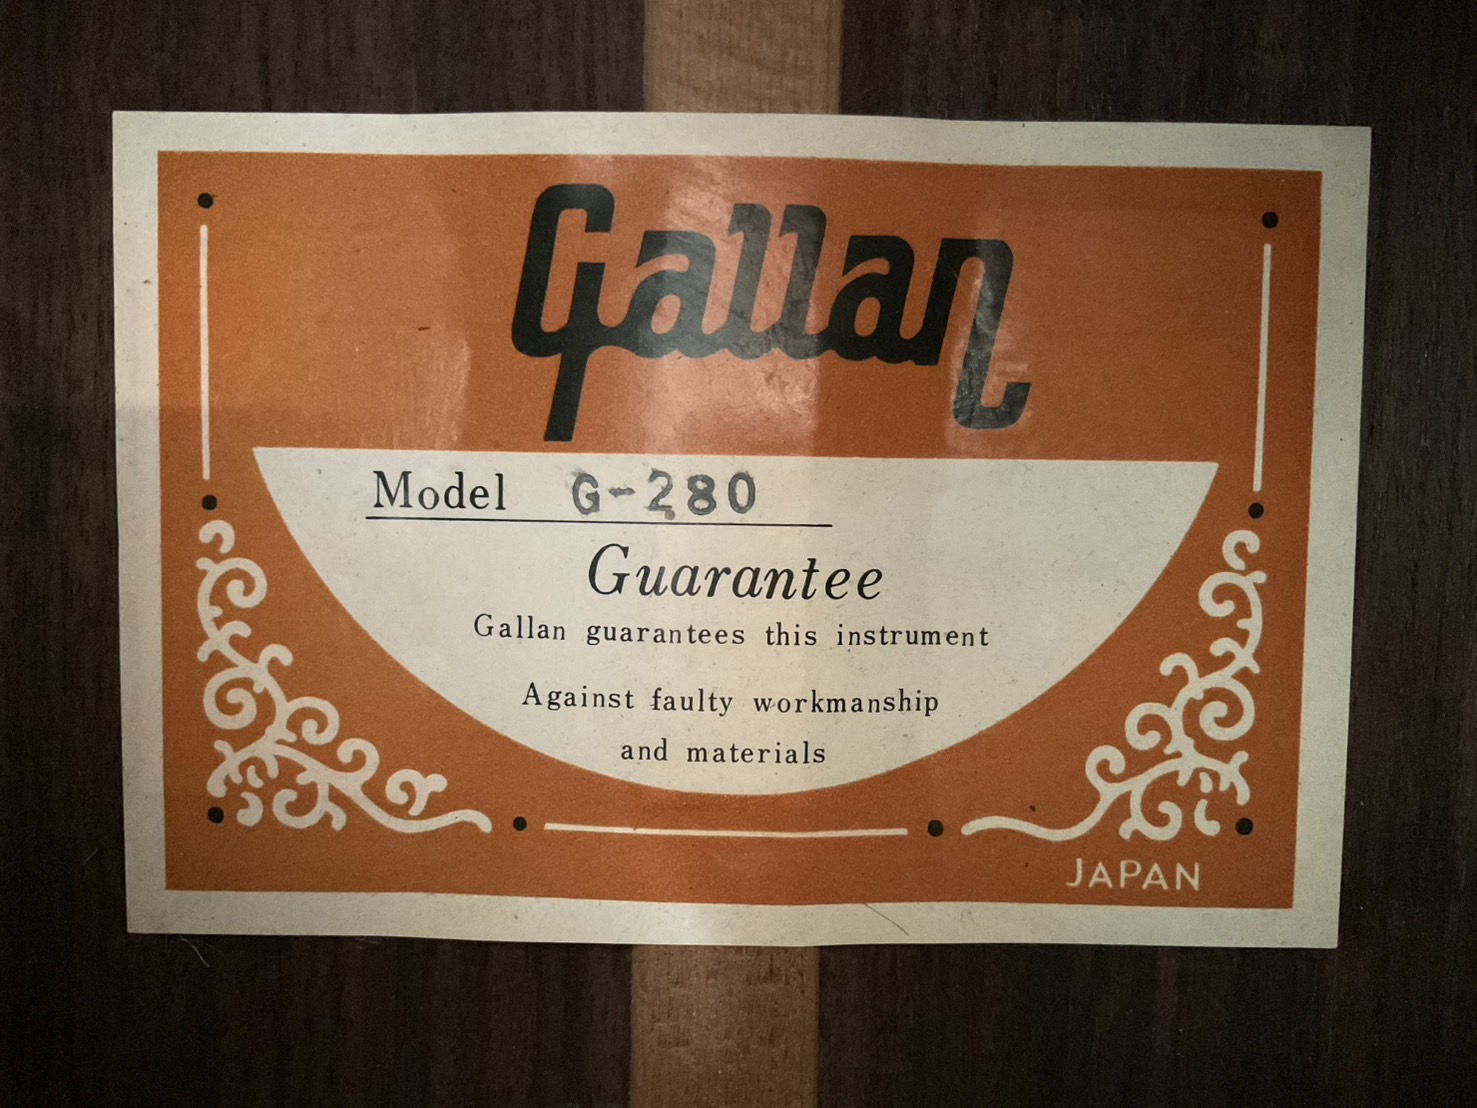 Gallan
Model G-280
Guarantee
Gallan guarantees this instrument
Against faulty workmanship
and materials
JAPAN